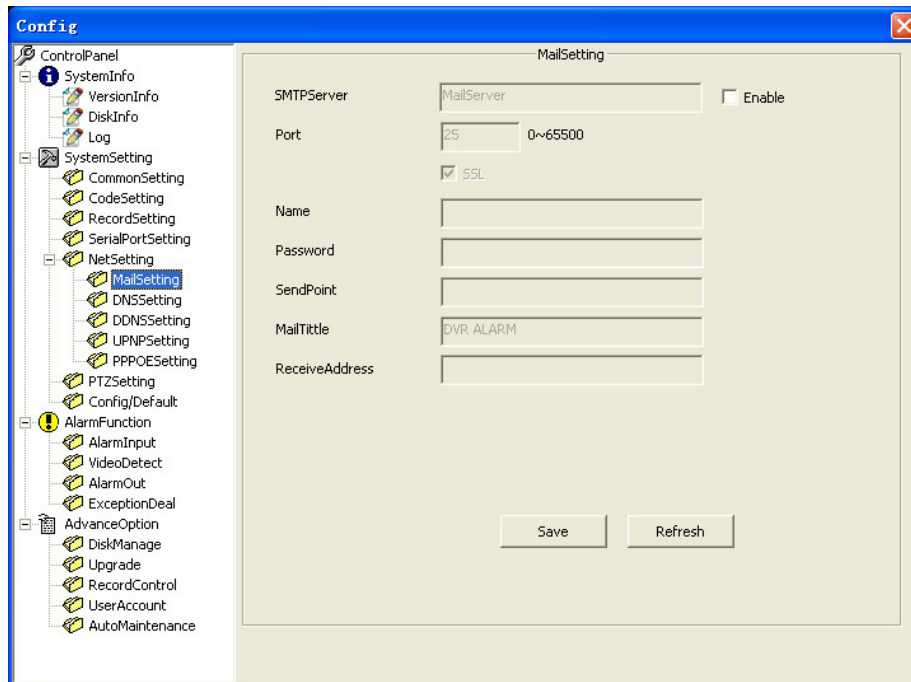 Config
ControlPanel
SystemInfo
VersionInfo
DiskInfo
Log
SystemSetting
CommonSetting
CodeSetting
RecordSetting
SerialPortSetting
NetSetting
MailSetting
DNSSetting
DDNSSetting
UPNPSetting
PPPOESetting
PTZSetting
Config/Default
AlarmFunction
AlarmInput
VideoDetect
AlarmOut
ExceptionDeal
AdvanceOption
DiskManage
Upgrade
RecordControl
UserAccount
AutoMaintenance
MailSetting
SMTPServer MailServer Enable
Port 25 0~65500
SSL
Name
Password
SendPoint
MailTittle DVR ALARM
ReceiveAddress
Save Refresh